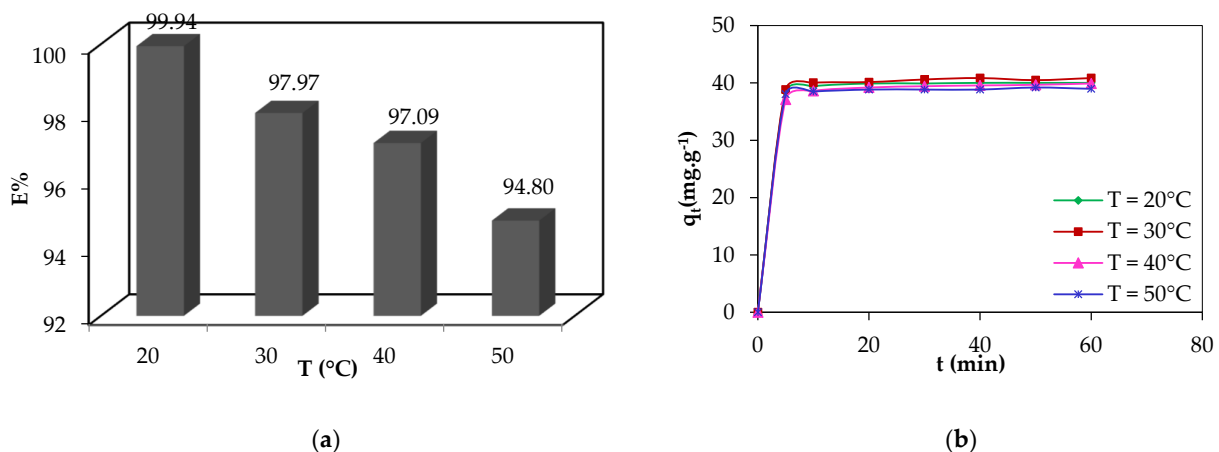 99.94
97.97
97.09
94.80
100
98
96
94
92
E%
20 30 40 50
T (°C)
(a)
50
40
30
20
10
0
qt(mg.g-1)
T = 20°C
T = 30°C
T = 40°C
T = 50°C
0 20 40 60 80
t (min)
(b)